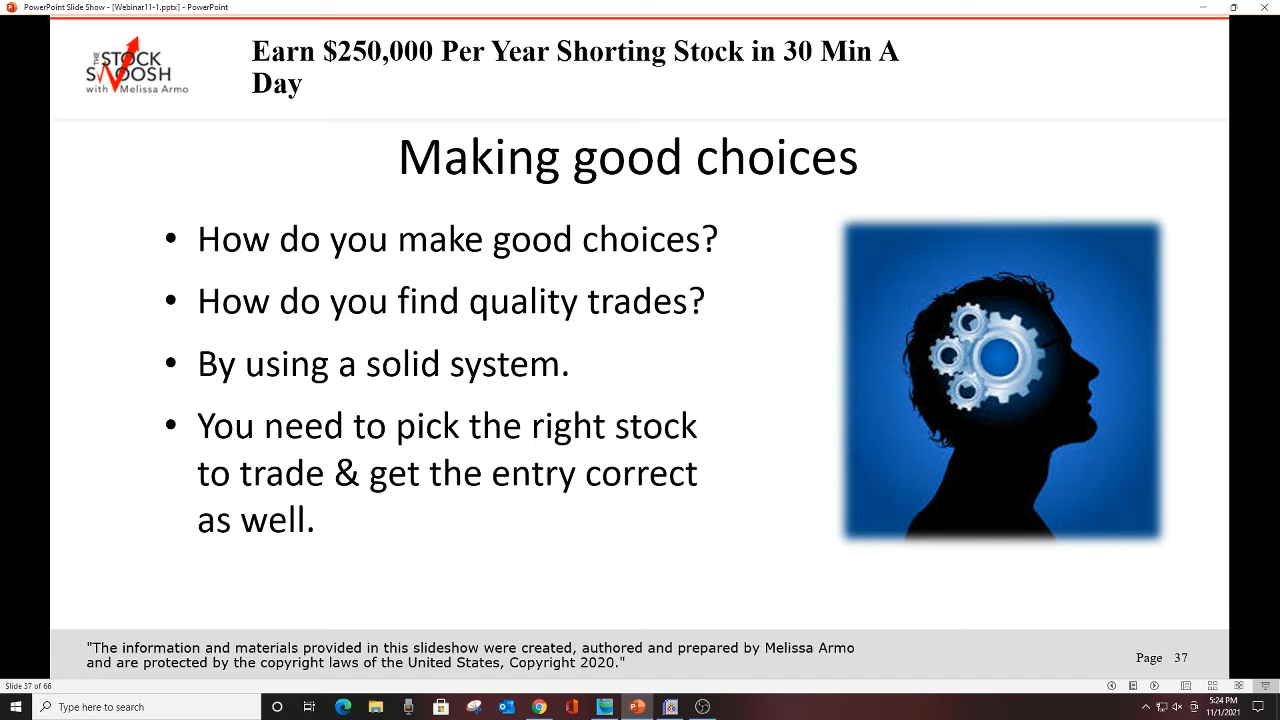 PowerPoint Slide Show - [Webinar11-1.pptx] - PowerPoint
THE
STOCK
SWOOSH
with Melissa Armo
Earn $250,000 Per Year Shorting Stock in 30 Min A
Day
Making good choices
• How do you make good choices?
• How do you find quality trades?
• By using a solid system.
• You need to pick the right stock
to trade & get the entry correct
as well.
"The information and materials provided in this slideshow were created, authored and prepared by Melissa Armo
and are protected by the copyright laws of the United States, Copyright 2020."
Page 37
Slide 37 of 66
Type here to search
5:24 PM
11/1/2021